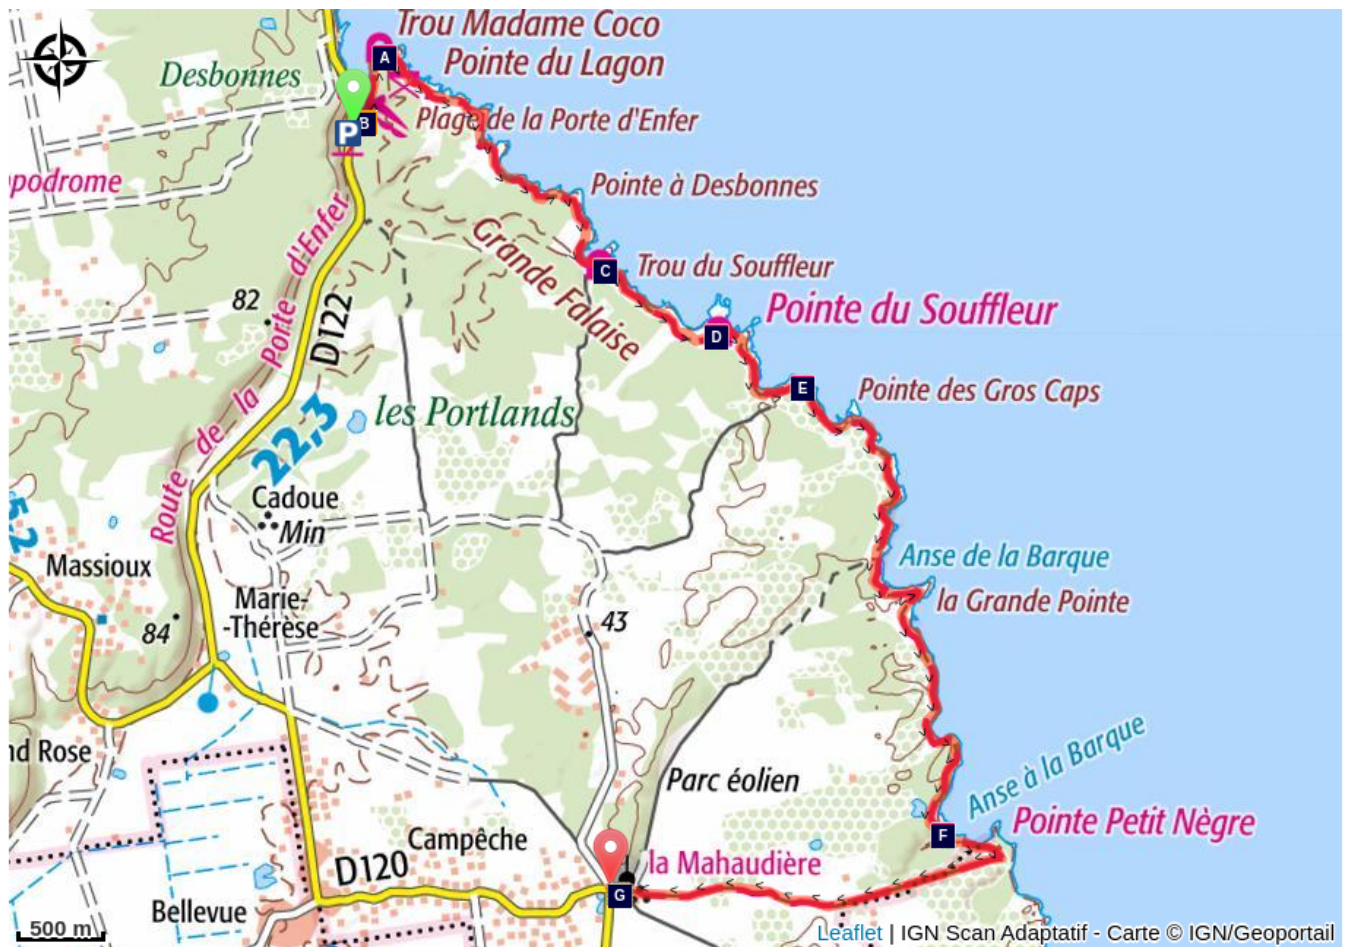 Trou Madame Coco
Pointe du Lagon
A
Desbonnes
B
P
Plage de la Porte d'Enfer
podrome
Pointe à Desbonnes
Grande Falaise
C
Trou du Souffleur
82
D122
Route de la Porte d'Enfer
Pointe du Souffleur
D
E
Pointe des Gros Caps
les Portlands
22,3
Cadoue
Min
5,2
Massioux
Anse de la Barque
la Grande Pointe
Marie-
-Thérèse
84
43
nd Rose
Parc éolien
Anse à la Barque
F
Pointe Petit Nègre
Campêche
la Mahaudière
D120
G
Bellevue
500 m
Leaflet | IGN Scan Adaptatif - Carte © IGN/Geoportail